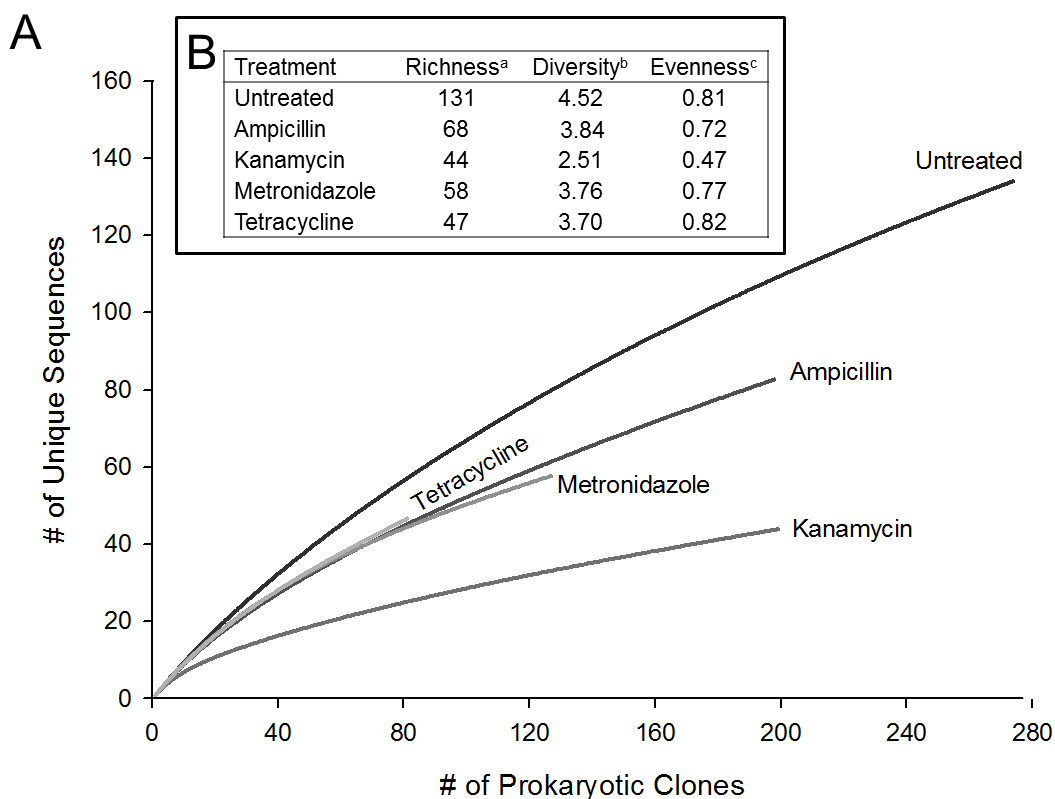 A
B
Treatment Richnessᵃ Diversityᵇ Evennessᶜ
Untreated 131 4.52 0.81
Ampicillin 68 3.84 0.72
Kanamycin 44 2.51 0.47
Metronidazole 58 3.76 0.77
Tetracycline 47 3.70 0.82
160
140
120
100
80
60
40
20
0
# of Unique Sequences
Untreated
Ampicillin
Tetracycline
Metronidazole
Kanamycin
0 40 80 120 160 200 240 280
# of Prokaryotic Clones